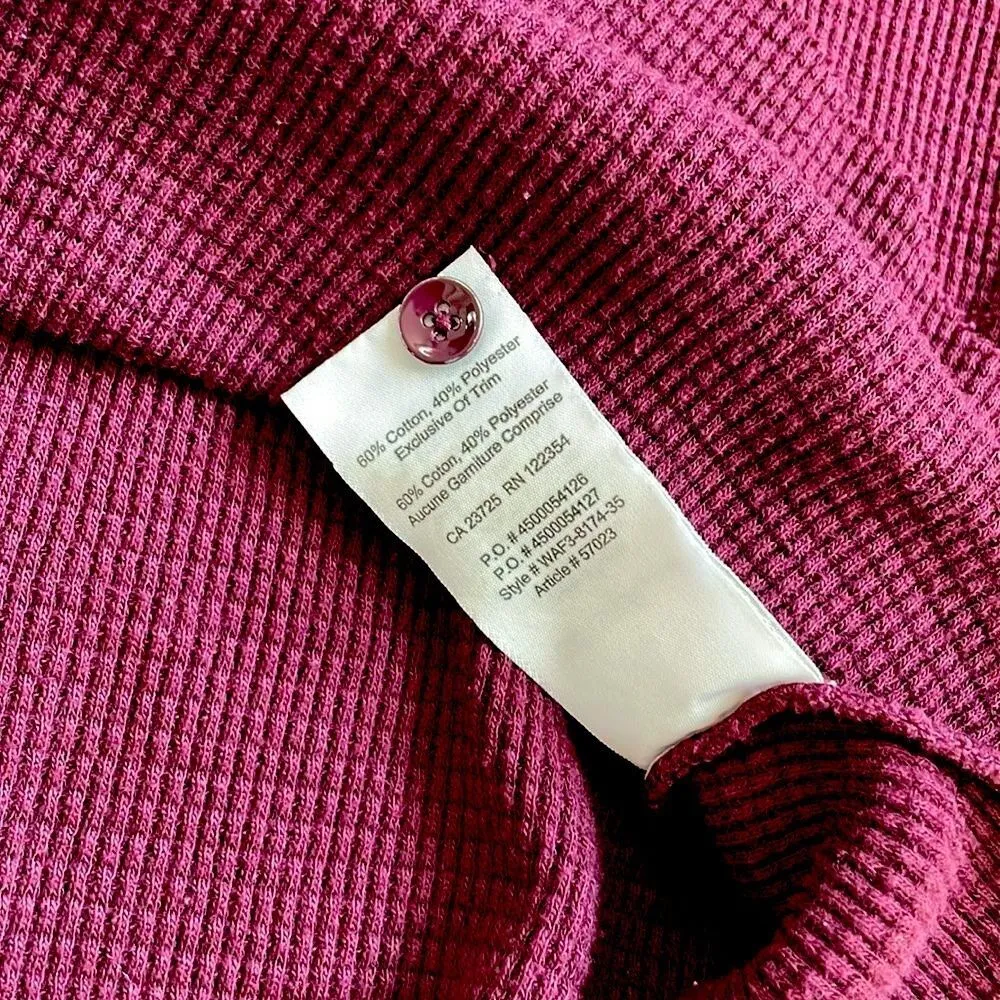 60% Cotton, 40% Polyester
Exclusive Of Trim
60% Coton, 40% Polyester
Aucune Garniture Comprise
CA 23725 RN 122354
P.O. # 4500054126
P.O. # 4500054127
Style # WAF3-8174-35
Article # 57023